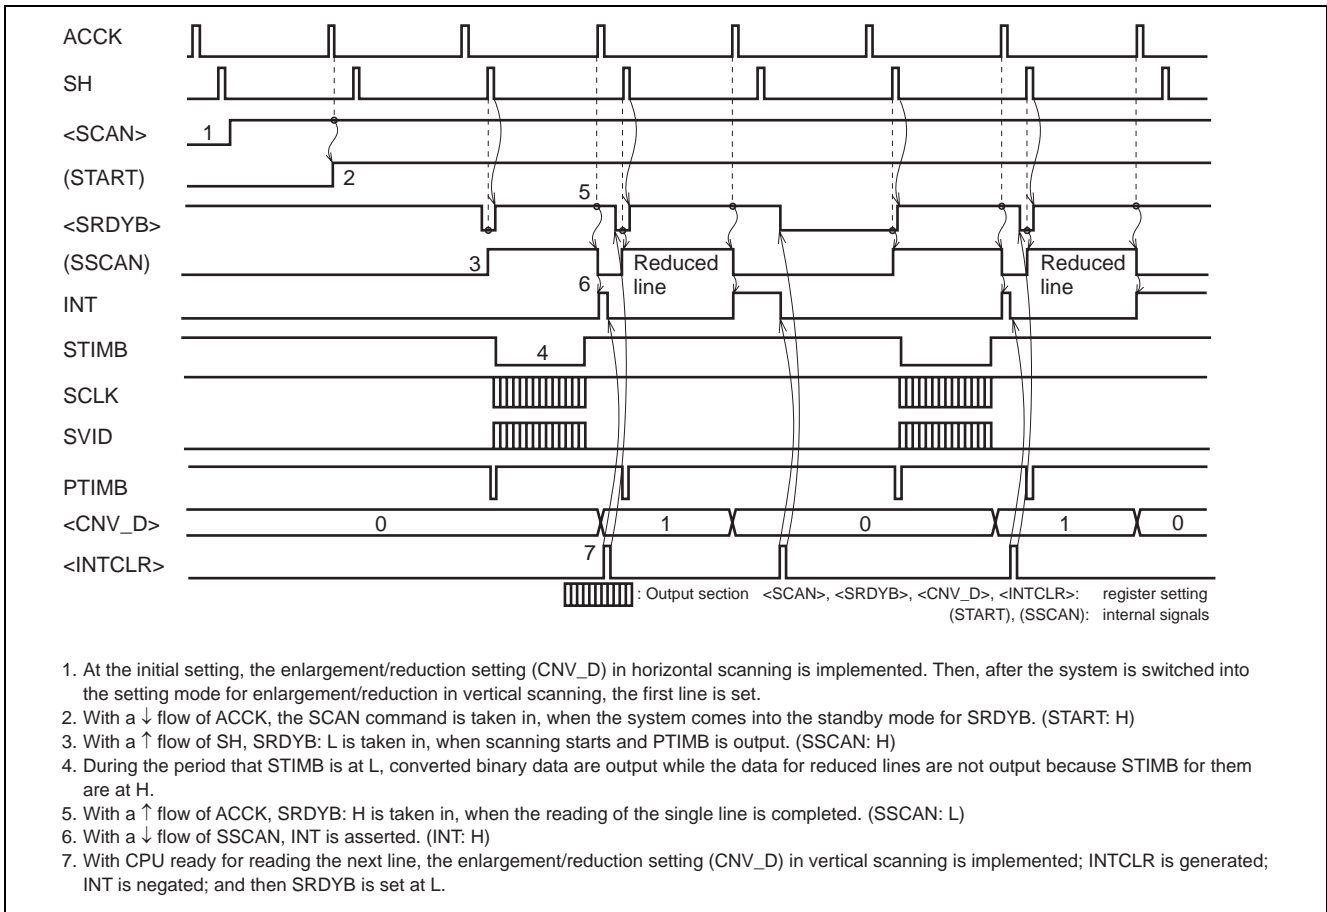 ACCK
SH
<SCAN> 1
(START) 2
5
<SRDYB>
(SSCAN) 3 Reduced line Reduced line
6
INT
STIMB 4
SCLK
SVID
PTIMB
<CNV_D> 0 1 0 1 0
<INTCLR> 7
: Output section <SCAN>, <SRDYB>, <CNV_D>, <INTCLR>: register setting
(START), (SSCAN): internal signals
1. At the initial setting, the enlargement/reduction setting (CNV_D) in horizontal scanning is implemented. Then, after the system is switched into
the setting mode for enlargement/reduction in vertical scanning, the first line is set.
2. With a ↓ flow of ACCK, the SCAN command is taken in, when the system comes into the standby mode for SRDYB. (START: H)
3. With a ↑ flow of SH, SRDYB: L is taken in, when scanning starts and PTIMB is output. (SSCAN: H)
4. During the period that STIMB is at L, converted binary data are output while the data for reduced lines are not output because STIMB for them
are at H.
5. With a ↑ flow of ACCK, SRDYB: H is taken in, when the reading of the single line is completed. (SSCAN: L)
6. With a ↓ flow of SSCAN, INT is asserted. (INT: H)
7. With CPU ready for reading the next line, the enlargement/reduction setting (CNV_D) in vertical scanning is implemented; INTCLR is generated;
INT is negated; and then SRDYB is set at L.